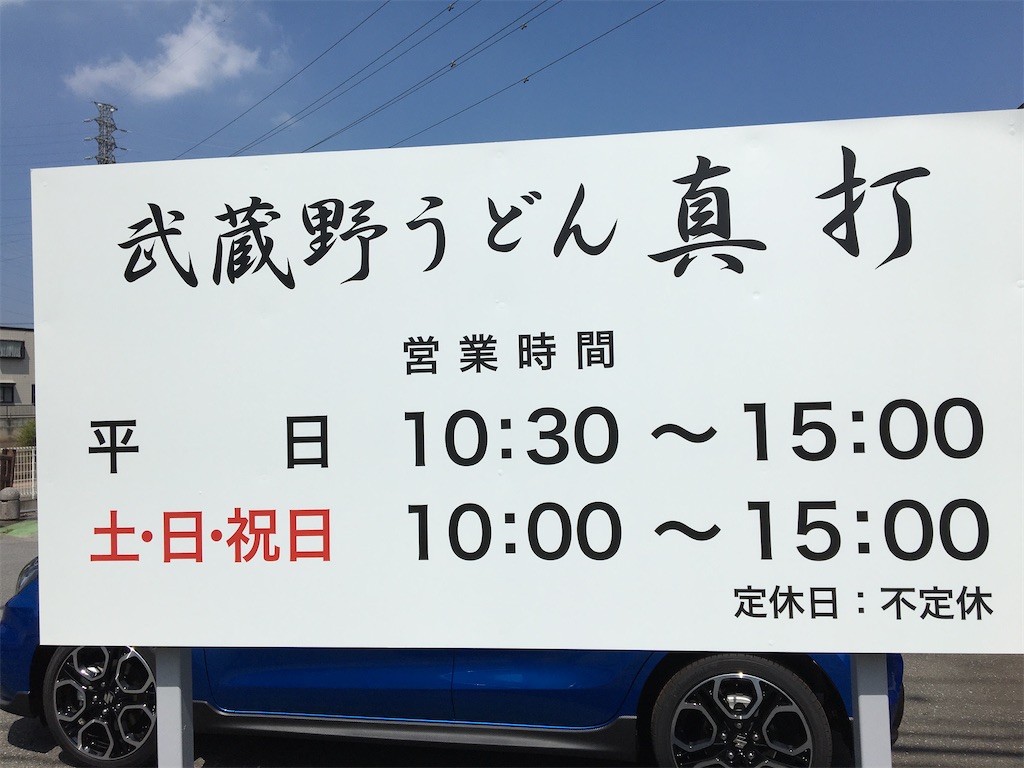 武蔵野うどん 真打
営業時間
平日 10:30 〜 15:00
土・日・祝日 10:00 〜 15:00
定休日：不定休